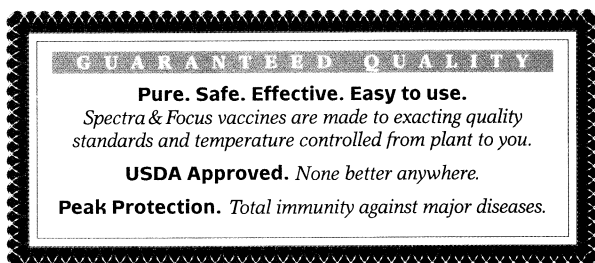 GUARANTEED QUALITY
Pure. Safe. Effective. Easy to use.
Spectra & Focus vaccines are made to exacting quality
standards and temperature controlled from plant to you.
USDA Approved. None better anywhere.
Peak Protection. Total immunity against major diseases.